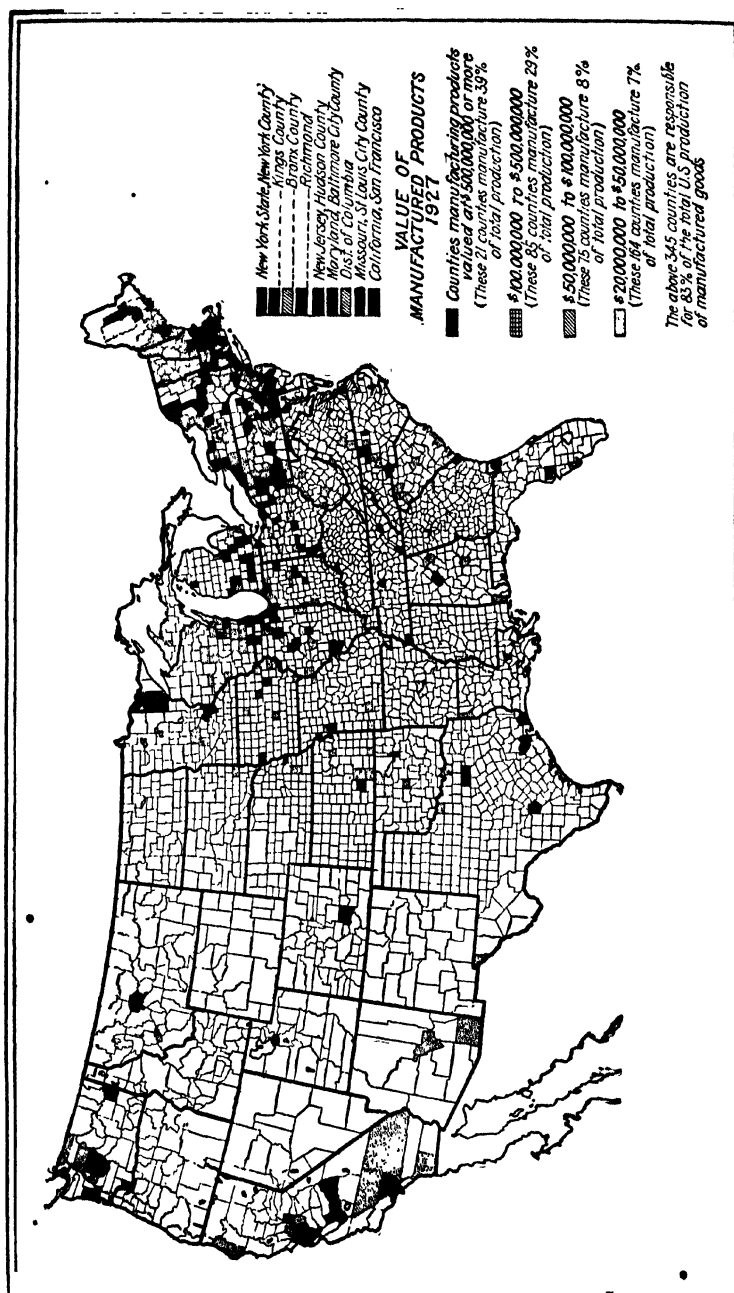 New York State, New York County
" " " Kings County
" " " Bronx County
" " " Richmond
New Jersey, Hudson County
Maryland, Baltimore City County
Dist. of Columbia
Missouri, St Louis City County
California, San Francisco
VALUE OF
MANUFACTURED PRODUCTS
1927
Counties manufacturing products
valued at $500,000,000 or more
(These 21 counties manufacture 39%
of total production)
$100,000,000 to $500,000,000
(These 85 counties manufacture 29%
of total production)
$50,000,000 to $100,000,000
(These 75 counties manufacture 8%
of total production)
$20,000,000 to $50,000,000
(These 164 counties manufacture 7%
of total production)
The above 345 counties are responsible
for 83% of the total U.S production
of manufactured goods